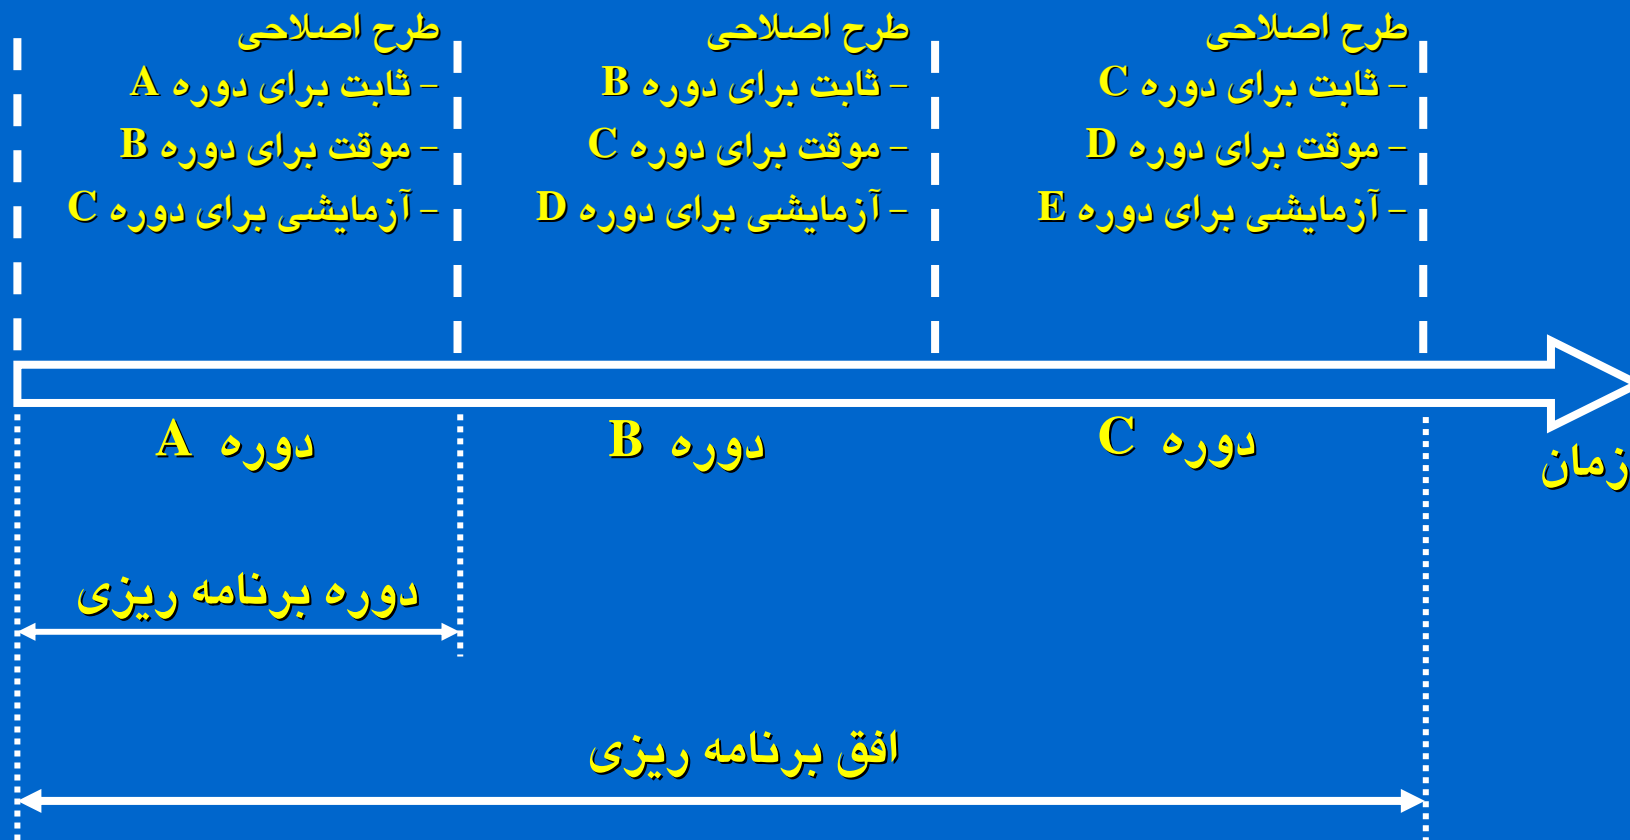 طرح اصلاحی
– ثابت برای دوره A
– موقت برای دوره B
– آزمایشی برای دوره C
طرح اصلاحی
– ثابت برای دوره B
– موقت برای دوره C
– آزمایشی برای دوره D
طرح اصلاحی
– ثابت برای دوره C
– موقت برای دوره D
– آزمایشی برای دوره E
دوره A
دوره B
دوره C
زمان
دوره برنامه ریزی
افق برنامه ریزی